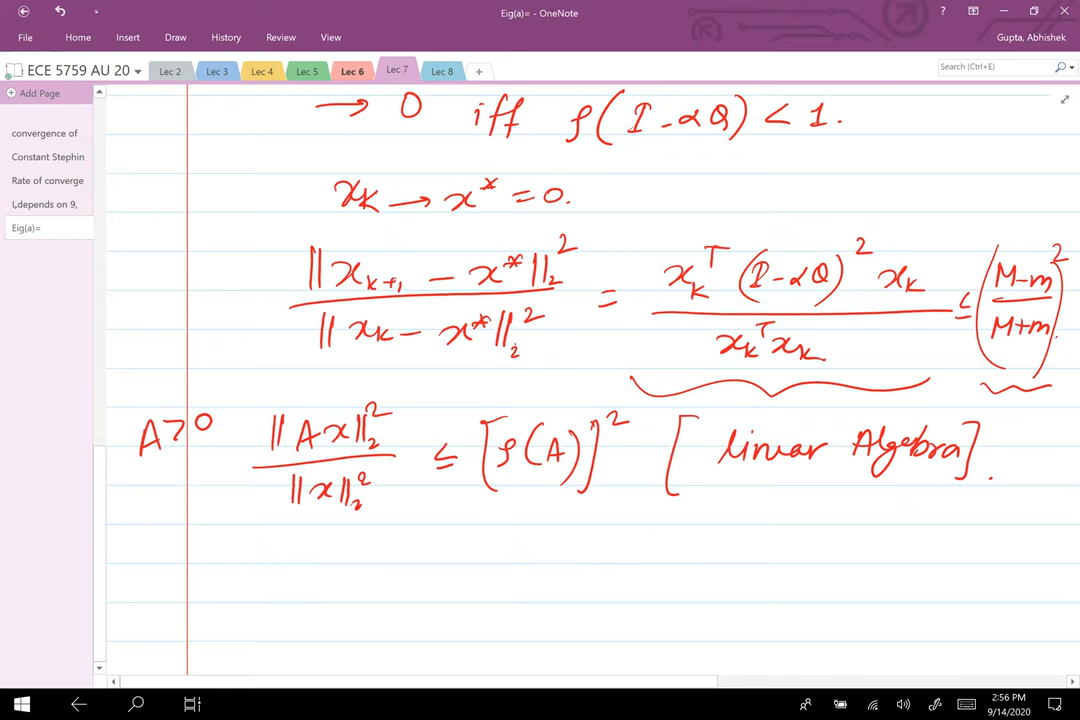 Eig(a)= - OneNote
Gupta, Abhishek
File Home Insert Draw History Review View
ECE 5759 AU 20
Lec 2 Lec 3 Lec 4 Lec 5 Lec 6 Lec 7 Lec 8 +
Search (Ctrl+E)
Add Page
convergence of
Constant Stephin
Rate of converge
I,depends on 9,
Eig(a)=
→ 0 iff ρ(I - αQ) < 1.
x_K → x* = 0.
||x_{k+1} - x*||_2^2 / ||x_K - x*||_2^2 = x_K^T (I - αQ)^2 x_K / x_K^T x_K ≤ (M-m / M+m)^2
A>0 ||Ax||_2^2 / ||x||_2^2 ≤ [ρ(A)]^2 [linear Algebra].
2:56 PM
9/14/2020